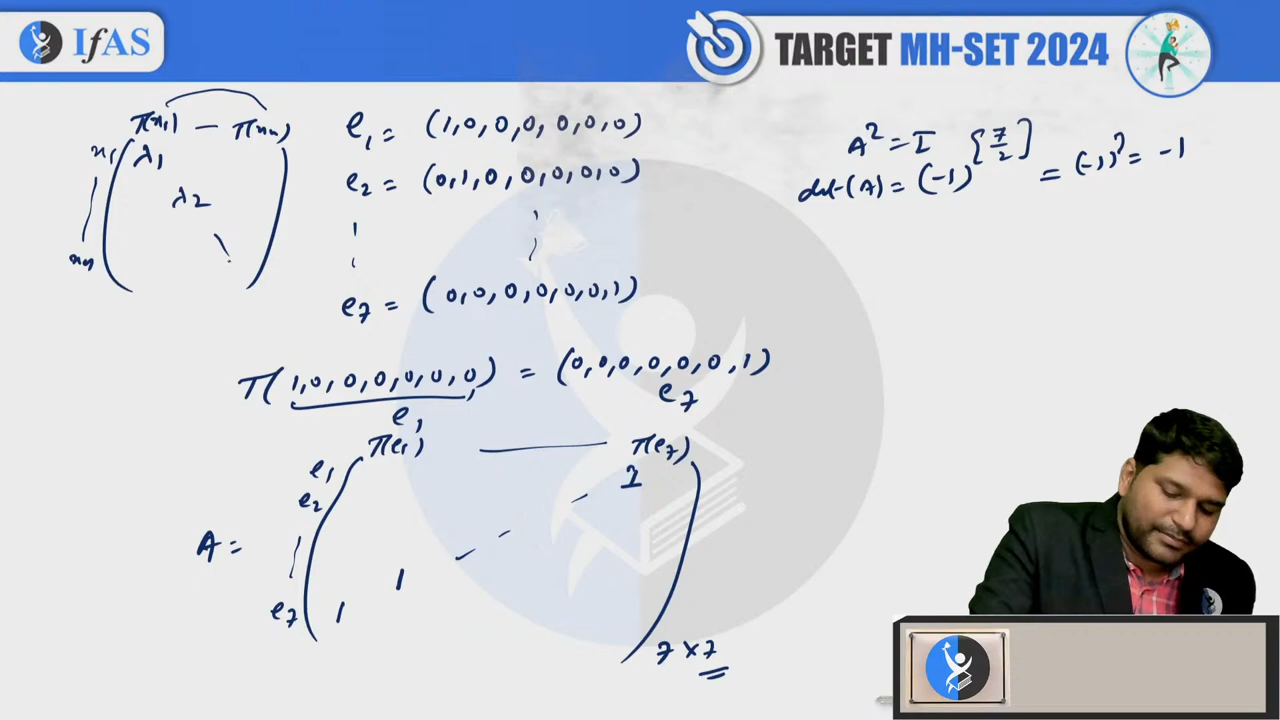 IfAS
TARGET MH-SET 2024
T(x₁) — T(xₙ)
x₁ λ₁
λ₂
xₙ
e₁ = (1,0,0,0,0,0,0)
e₂ = (0,1,0,0,0,0,0)
e₇ = (0,0,0,0,0,0,1)
T(1,0,0,0,0,0,0) = (0,0,0,0,0,0,1)
e₁ e₇
T(e₁) — T(e₇)
e₁ 1
e₂
A =
1
e₇ 1
7 × 7
A² = I [7/2]
det(A) = (-1) = (-1)³ = -1